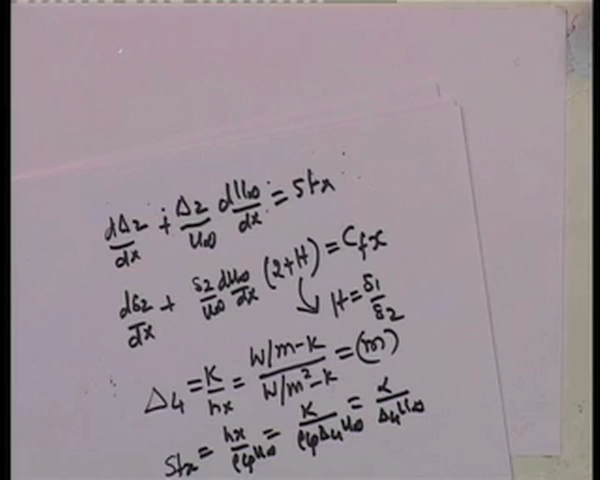 dΔ₂/dx + Δ₂/U∞ dU∞/dx = Stx
dδ₂/dx + δ₂/U∞ dU∞/dx (2+H) = Cfx
H = δ₁/δ₂
Δ₄ = K/hx = W/m-K / W/m²-K = (m)
Stx = hx/ρCpU∞ = K/ρCpΔ₄U∞ = α/Δ₄U∞